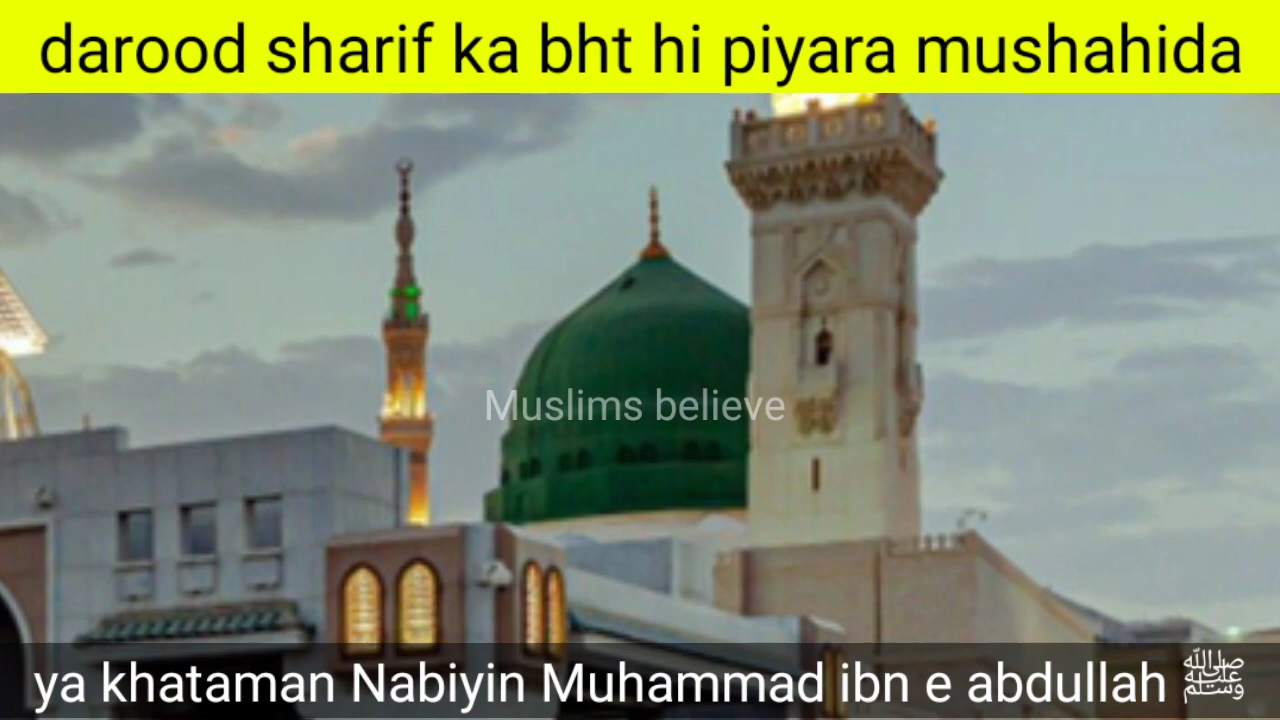 darood sharif ka bht hi piyara mushahida
Muslims believe
ya khataman Nabiyin Muhammad ibn e abdullah ﷺ